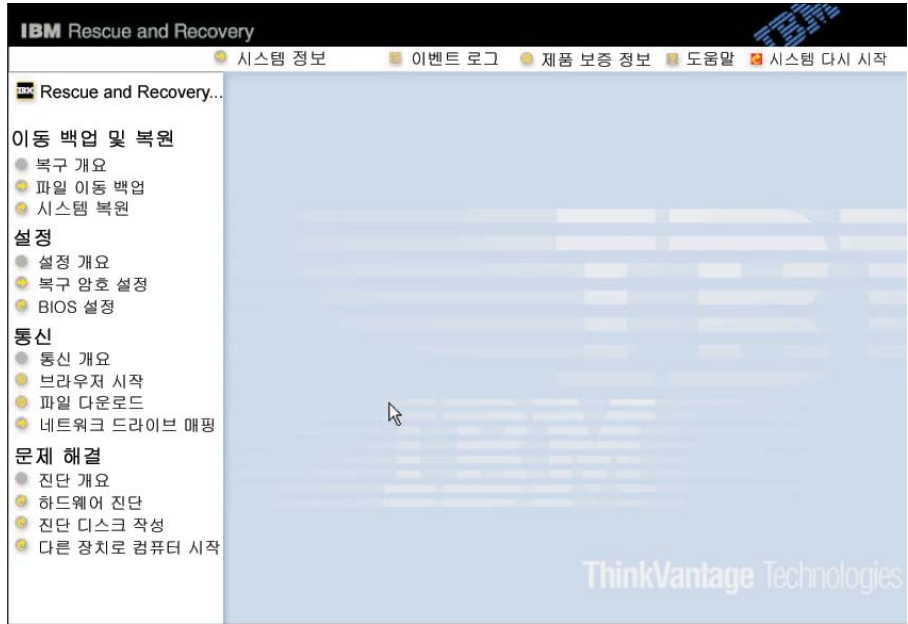 IBM Rescue and Recovery
IBM
시스템 정보 이벤트 로그 제품 보증 정보 도움말 시스템 다시 시작
IBM Rescue and Recovery...
이동 백업 및 복원
복구 개요
파일 이동 백업
시스템 복원
설정
설정 개요
복구 암호 설정
BIOS 설정
통신
통신 개요
브라우저 시작
파일 다운로드
네트워크 드라이브 매핑
문제 해결
진단 개요
하드웨어 진단
진단 디스크 작성
다른 장치로 컴퓨터 시작
IBM
ThinkVantage Technologies